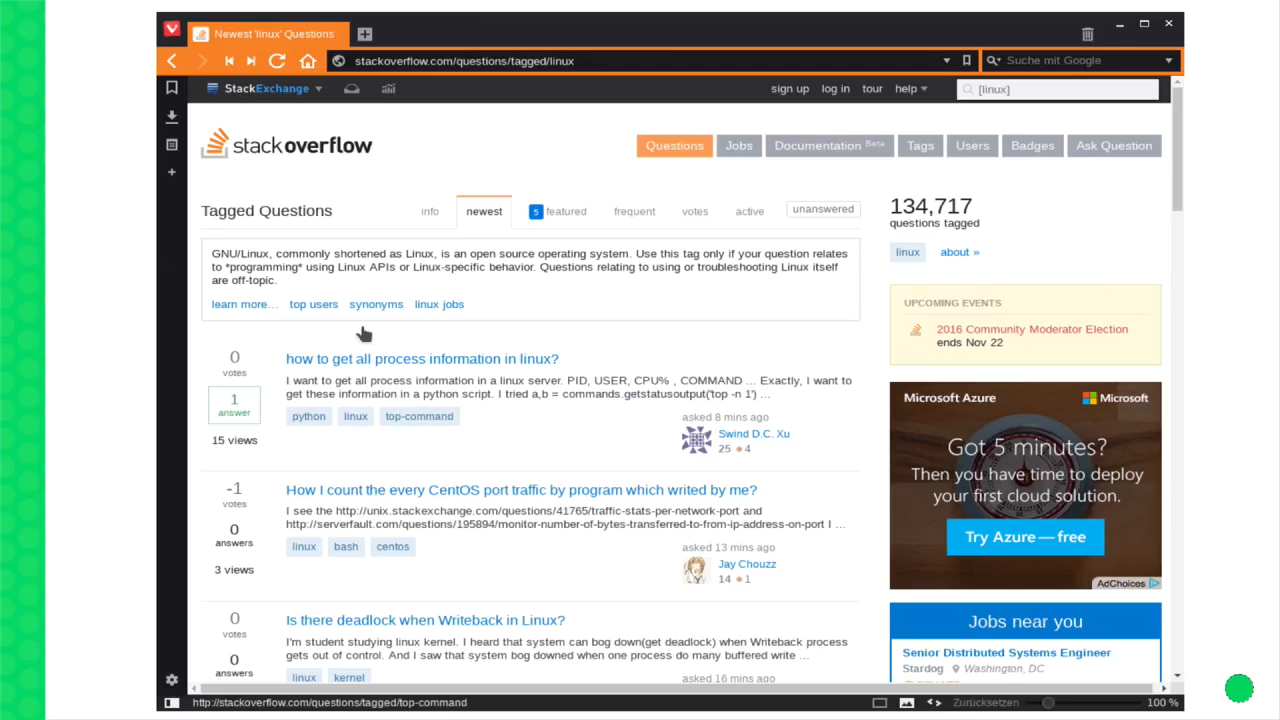 Newest 'linux' Questions
stackoverflow.com/questions/tagged/linux
Suche mit Google
StackExchange
sign up log in tour help
[linux]
stackoverflow
Questions Jobs Documentation Beta Tags Users Badges Ask Question
Tagged Questions
info newest 5 featured frequent votes active unanswered
134,717
questions tagged
linux about »
GNU/Linux, commonly shortened as Linux, is an open source operating system. Use this tag only if your question relates
to *programming* using Linux APIs or Linux-specific behavior. Questions relating to using or troubleshooting Linux itself
are off-topic.
learn more… top users synonyms linux jobs
UPCOMING EVENTS
2016 Community Moderator Election
ends Nov 22
0
votes
1
answer
15 views
how to get all process information in linux?
I want to get all process information in a linux server. PID, USER, CPU% , COMMAND ... Exactly, I want to
get these information in a python script. I tried a,b = commands.getstatusoutput('top -n 1') …
python linux top-command
asked 8 mins ago
Swind D.C. Xu
25 4
-1
votes
0
answers
3 views
How I count the every CentOS port traffic by program which writed by me?
I see the http://unix.stackexchange.com/questions/41765/traffic-stats-per-network-port and
http://serverfault.com/questions/195894/monitor-number-of-bytes-transferred-to-from-ip-address-on-port I …
linux bash centos
asked 13 mins ago
Jay Chouzz
14 1
0
votes
0
answers
Is there deadlock when Writeback in Linux?
I'm student studying linux kernel. I heard that system can bog down(get deadlock) when Writeback process
gets out of control. And I saw that system bog downed when one process do many buffered write …
linux kernel
asked 16 mins ago
Microsoft Azure
Microsoft
Got 5 minutes?
Then you have time to deploy
your first cloud solution.
Try Azure — free
AdChoices
Jobs near you
Senior Distributed Systems Engineer
Stardog Washington, DC
http://stackoverflow.com/questions/tagged/top-command
Zurücksetzen 100 %